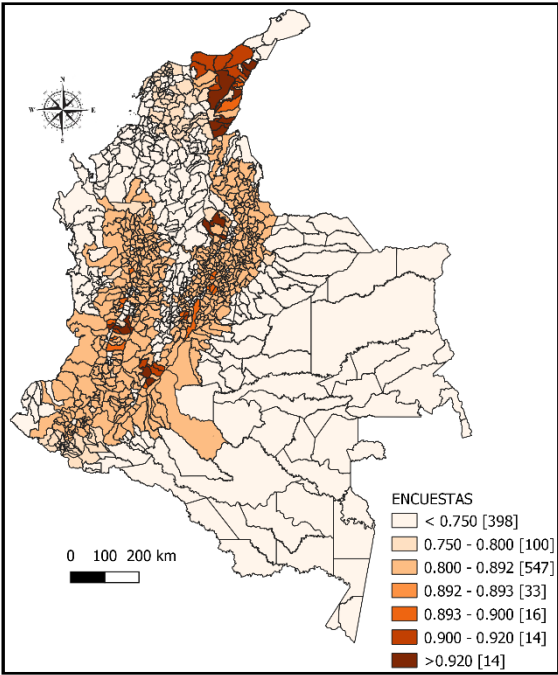 N
W E
S
0 100 200 km
ENCUESTAS
< 0.750 [398]
0.750 - 0.800 [100]
0.800 - 0.892 [547]
0.892 - 0.893 [33]
0.893 - 0.900 [16]
0.900 - 0.920 [14]
>0.920 [14]